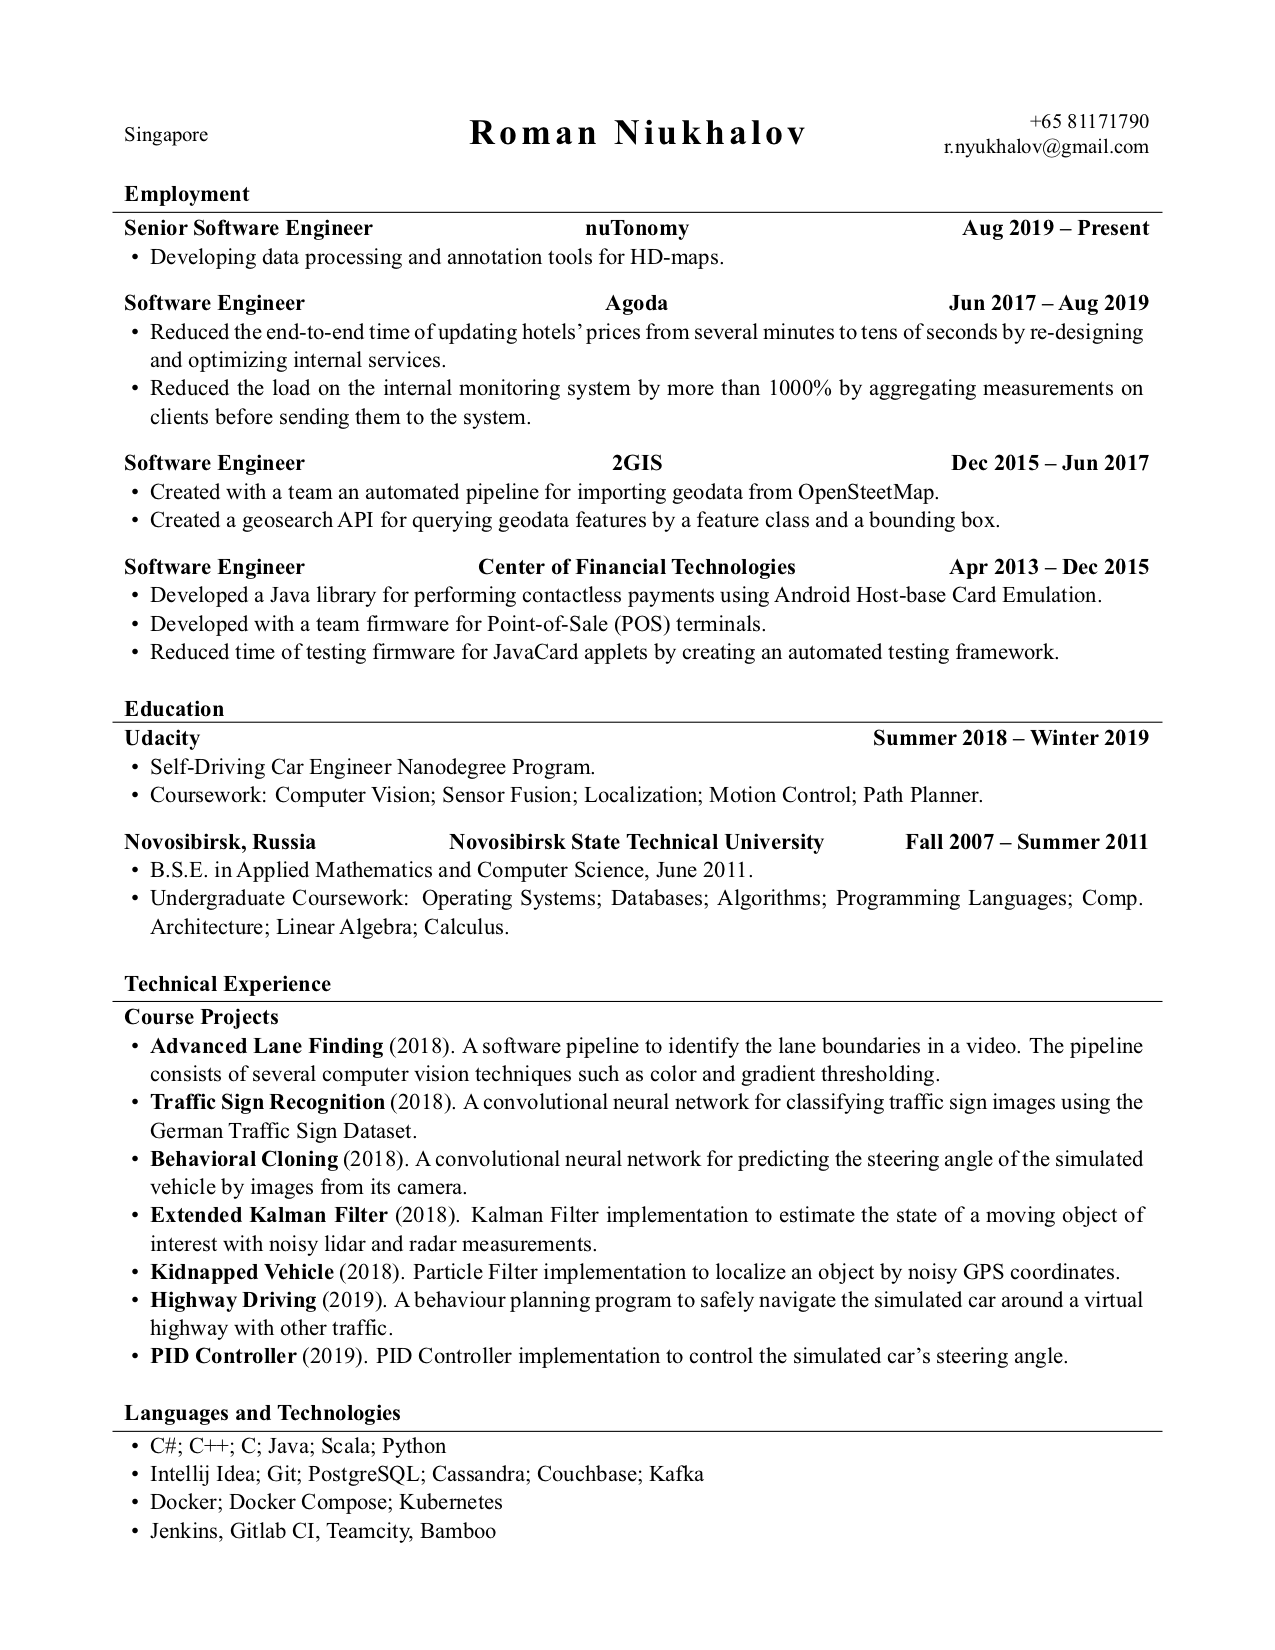 Singapore
Roman Niukhalov
+65 81171790
r.nyukhalov@gmail.com
Employment
Senior Software Engineer nuTonomy Aug 2019 – Present
• Developing data processing and annotation tools for HD-maps.
Software Engineer Agoda Jun 2017 – Aug 2019
• Reduced the end-to-end time of updating hotels’ prices from several minutes to tens of seconds by re-designing
and optimizing internal services.
• Reduced the load on the internal monitoring system by more than 1000% by aggregating measurements on
clients before sending them to the system.
Software Engineer 2GIS Dec 2015 – Jun 2017
• Created with a team an automated pipeline for importing geodata from OpenSteetMap.
• Created a geosearch API for querying geodata features by a feature class and a bounding box.
Software Engineer Center of Financial Technologies Apr 2013 – Dec 2015
• Developed a Java library for performing contactless payments using Android Host-base Card Emulation.
• Developed with a team firmware for Point-of-Sale (POS) terminals.
• Reduced time of testing firmware for JavaCard applets by creating an automated testing framework.
Education
Udacity Summer 2018 – Winter 2019
• Self-Driving Car Engineer Nanodegree Program.
• Coursework: Computer Vision; Sensor Fusion; Localization; Motion Control; Path Planner.
Novosibirsk, Russia Novosibirsk State Technical University Fall 2007 – Summer 2011
• B.S.E. in Applied Mathematics and Computer Science, June 2011.
• Undergraduate Coursework: Operating Systems; Databases; Algorithms; Programming Languages; Comp.
Architecture; Linear Algebra; Calculus.
Technical Experience
Course Projects
• Advanced Lane Finding (2018). A software pipeline to identify the lane boundaries in a video. The pipeline
consists of several computer vision techniques such as color and gradient thresholding.
• Traffic Sign Recognition (2018). A convolutional neural network for classifying traffic sign images using the
German Traffic Sign Dataset.
• Behavioral Cloning (2018). A convolutional neural network for predicting the steering angle of the simulated
vehicle by images from its camera.
• Extended Kalman Filter (2018). Kalman Filter implementation to estimate the state of a moving object of
interest with noisy lidar and radar measurements.
• Kidnapped Vehicle (2018). Particle Filter implementation to localize an object by noisy GPS coordinates.
• Highway Driving (2019). A behaviour planning program to safely navigate the simulated car around a virtual
highway with other traffic.
• PID Controller (2019). PID Controller implementation to control the simulated car’s steering angle.
Languages and Technologies
• C#; C++; C; Java; Scala; Python
• Intellij Idea; Git; PostgreSQL; Cassandra; Couchbase; Kafka
• Docker; Docker Compose; Kubernetes
• Jenkins, Gitlab CI, Teamcity, Bamboo